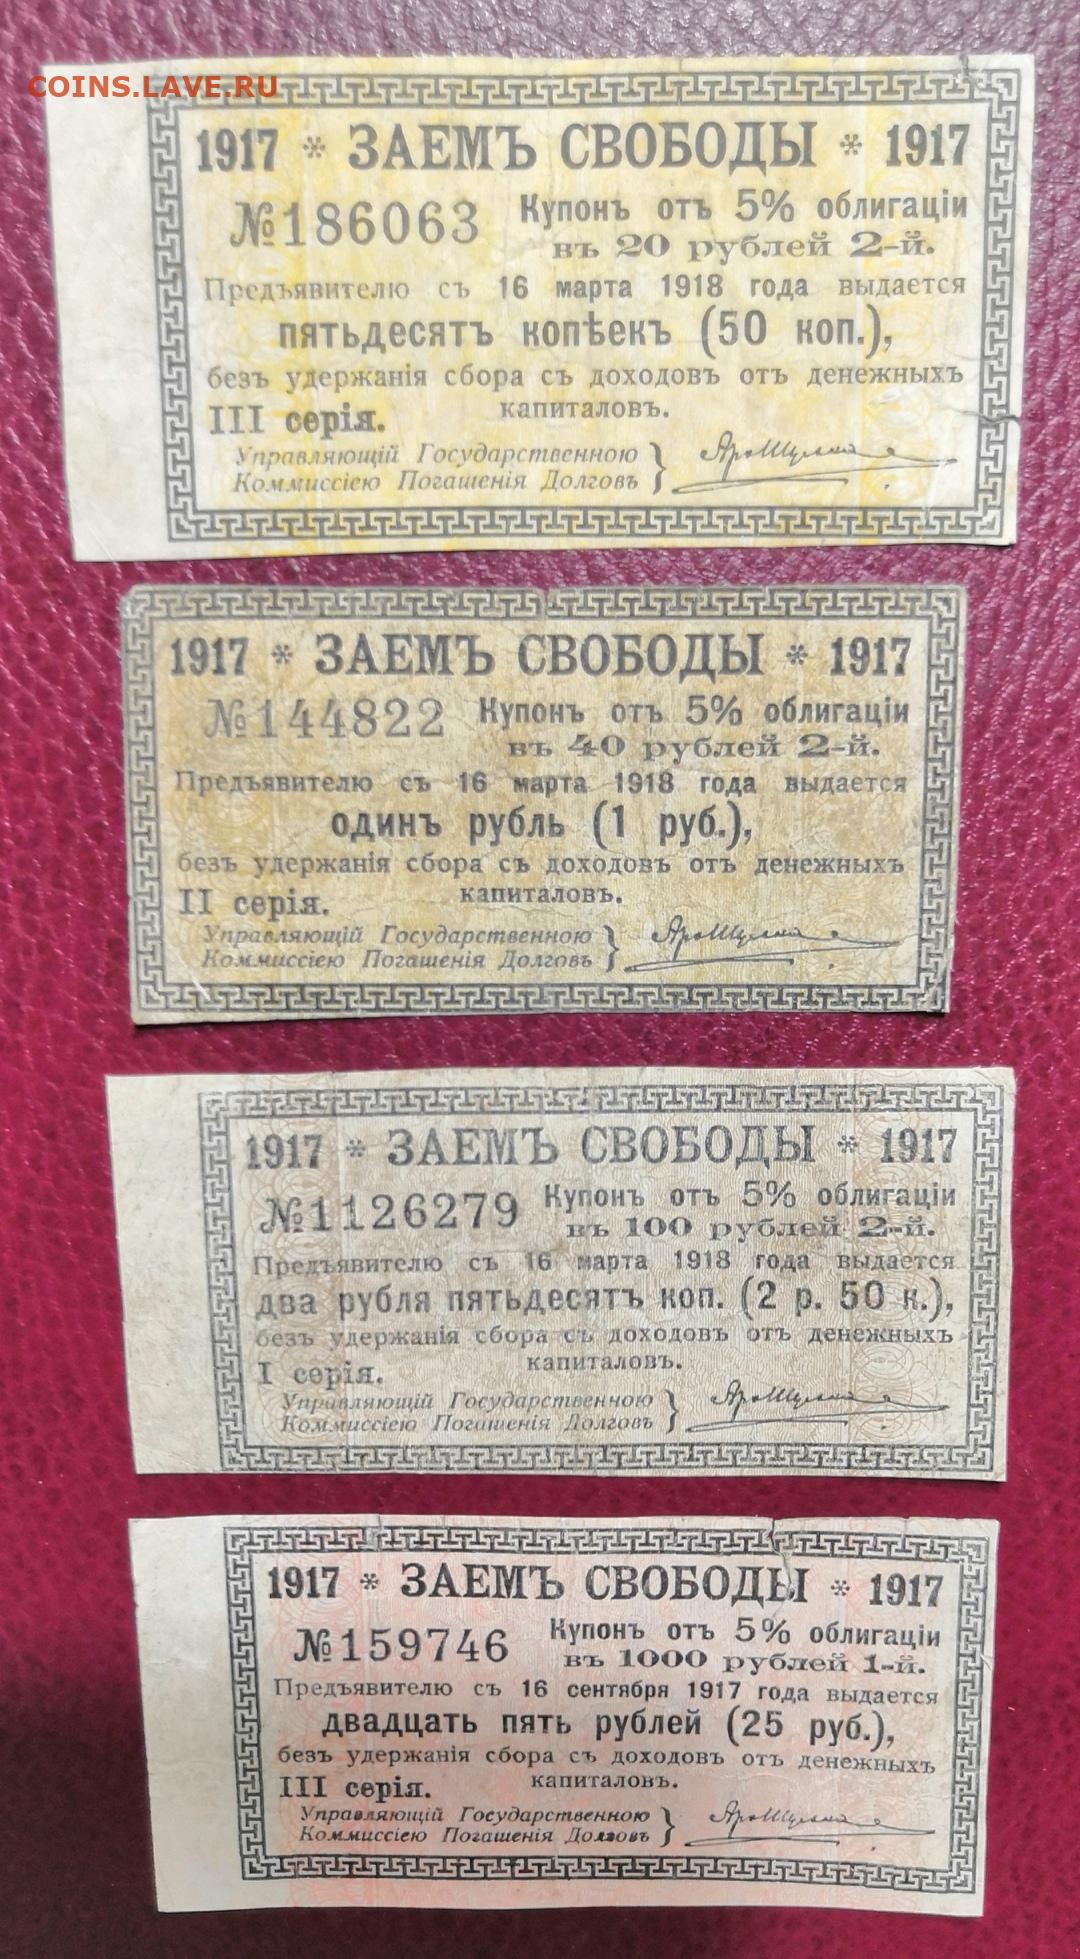 COINS.LAVE.RU
1917 * ЗАЕМЪ СВОБОДЫ * 1917
№186063 Купонъ отъ 5% облигаціи
въ 20 рублей 2-й.
Предъявителю съ 16 марта 1918 года выдается
пятьдесятъ копѣекъ (50 коп.),
безъ удержанія сбора съ доходовъ отъ денежныхъ
капиталовъ.
III серія.
Управляющій Государственною
Коммиссіею Погашенія Долговъ
1917 * ЗАЕМЪ СВОБОДЫ * 1917
№144822 Купонъ отъ 5% облигаціи
въ 40 рублей 2-й.
Предъявителю съ 16 марта 1918 года выдается
одинъ рубль (1 руб.),
безъ удержанія сбора съ доходовъ отъ денежныхъ
капиталовъ.
II серія.
Управляющій Государственною
Коммиссіею Погашенія Долговъ
1917 * ЗАЕМЪ СВОБОДЫ * 1917
№1126279 Купонъ отъ 5% облигаціи
въ 100 рублей 2-й.
Предъявителю съ 16 марта 1918 года выдается
два рубля пятьдесятъ коп. (2 р. 50 к.),
безъ удержанія сбора съ доходовъ отъ денежныхъ
капиталовъ.
I серія.
Управляющій Государственною
Коммиссіею Погашенія Долговъ
1917 * ЗАЕМЪ СВОБОДЫ * 1917
№159746 Купонъ отъ 5% облигаціи
въ 1000 рублей 1-й.
Предъявителю съ 16 сентября 1917 года выдается
двадцать пять рублей (25 руб.),
безъ удержанія сбора съ доходовъ отъ денежныхъ
капиталовъ.
III серія.
Управляющій Государственною
Коммиссіею Погашенія Долговъ